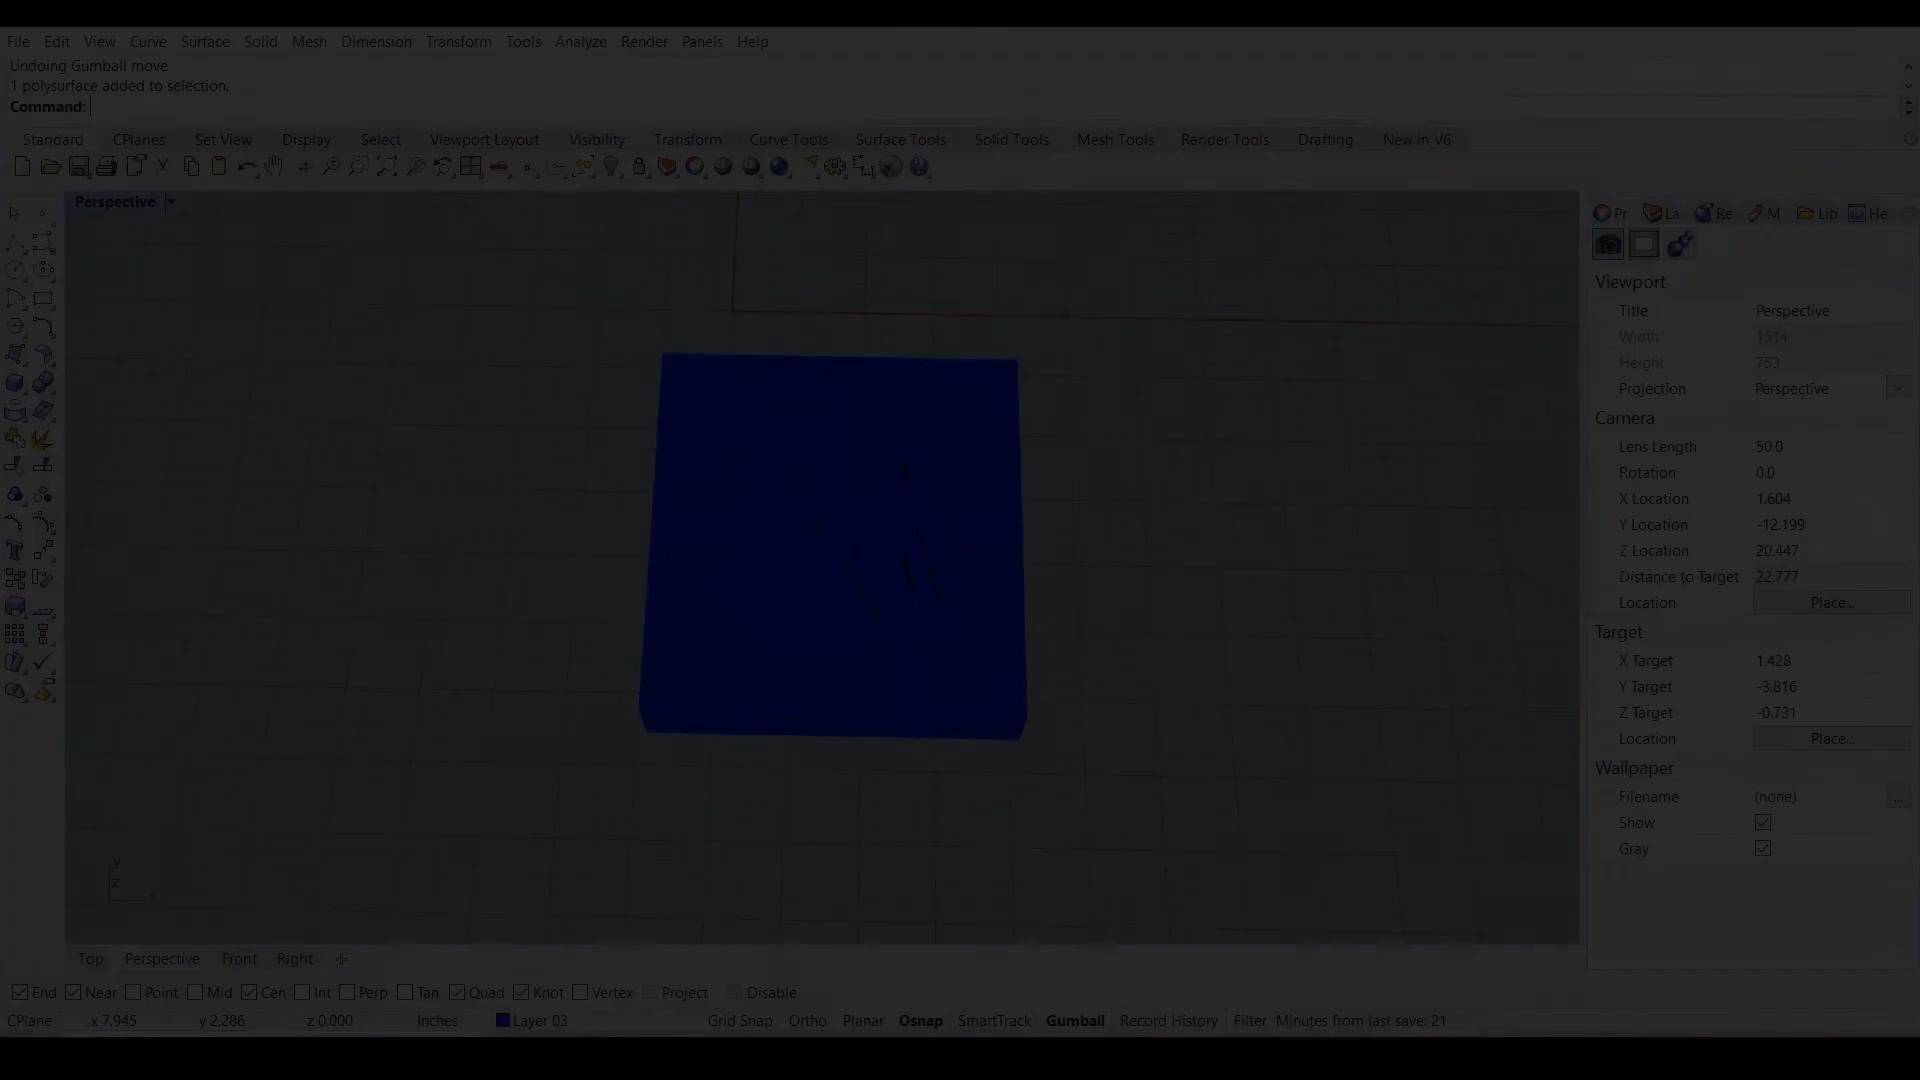 File Edit View Curve Surface Solid Mesh Dimension Transform Tools Analyze Render Panels Help
Undoing Gumball move
1 polysurface added to selection.
Command:
Standard CPlanes Set View Display Select Viewport Layout Visibility Transform Curve Tools Surface Tools Solid Tools Mesh Tools Render Tools Drafting New in V6
Perspective
Pr La Re M Lib He
Viewport
Title Perspective
Width 1514
Height 753
Projection Perspective
Camera
Lens Length 50.0
Rotation 0.0
X Location 1.604
Y Location -12.199
Z Location 20.447
Distance to Target 22.777
Location Place...
Target
X Target 1.428
Y Target -3.816
Z Target -0.731
Location Place...
Wallpaper
Filename (none) ...
Show
Gray
y
z
Top Perspective Front Right
End Near Point Mid Cen Int Perp Tan Quad Knot Vertex Project Disable
CPlane x 7.945 y 2.286 z 0.000 Inches Layer 03 Grid Snap Ortho Planar Osnap SmartTrack Gumball Record History Filter Minutes from last save: 21